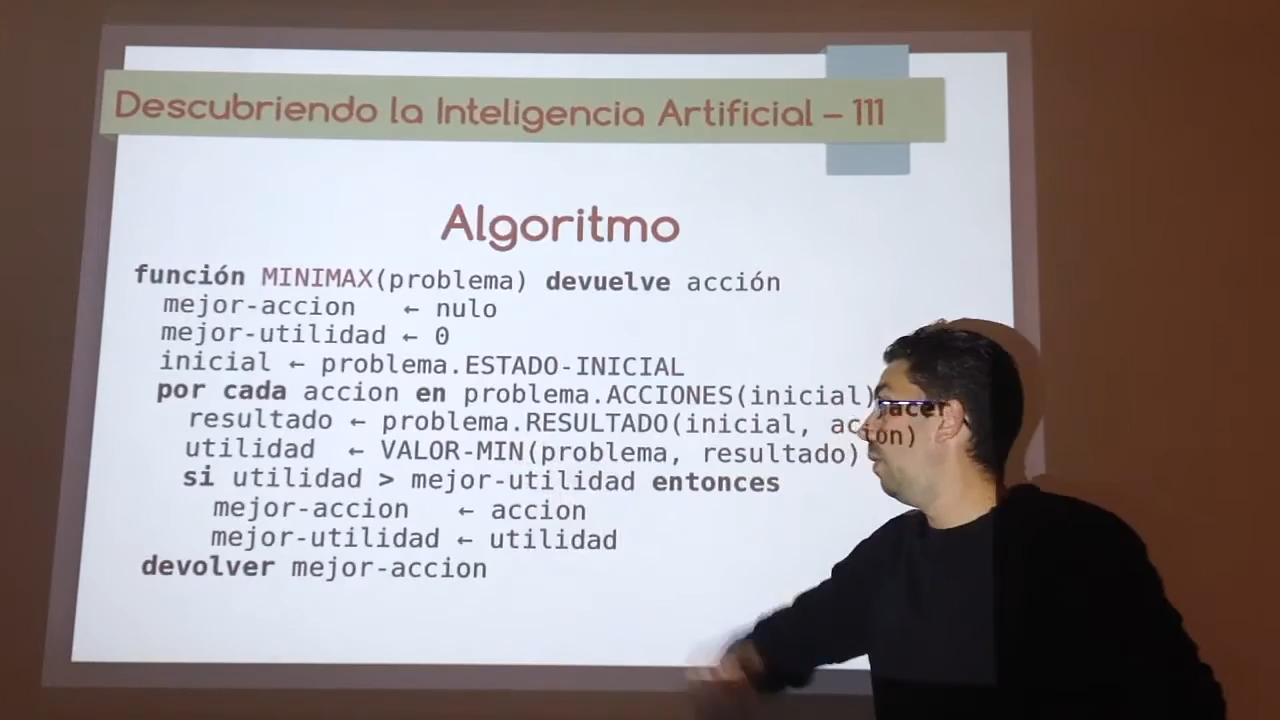 Descubriendo la Inteligencia Artificial – 111
Algoritmo
función MINIMAX(problema) devuelve acción
mejor-accion ← nulo
mejor-utilidad ← 0
inicial ← problema.ESTADO-INICIAL
por cada accion en problema.ACCIONES(inicial) hacer
resultado ← problema.RESULTADO(inicial, accion)
utilidad ← VALOR-MIN(problema, resultado)
si utilidad > mejor-utilidad entonces
mejor-accion ← accion
mejor-utilidad ← utilidad
devolver mejor-accion